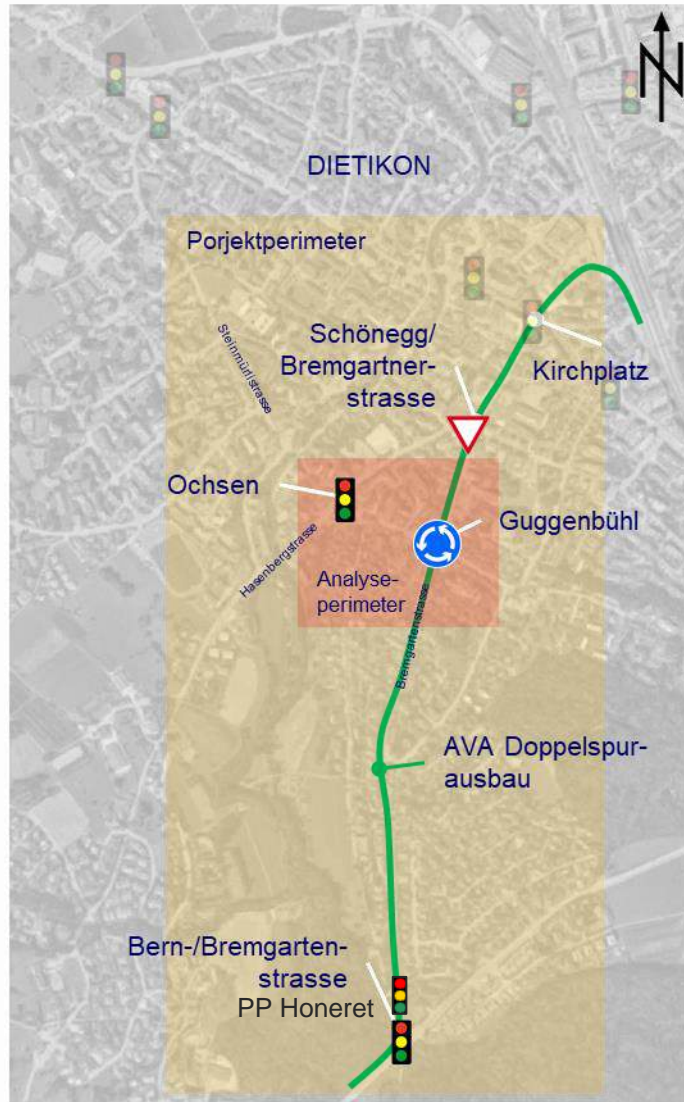 N
DIETIKON
Porjektperimeter
Steinmürlistrasse
Schönegg/
Bremgartner-
strasse
Kirchplatz
Ochsen
Guggenbühl
Hasenbergstrasse
Analyse-
perimeter
Bremgartenstrasse
AVA Doppelspur-
ausbau
Bern-/Bremgarten-
strasse
PP Honeret